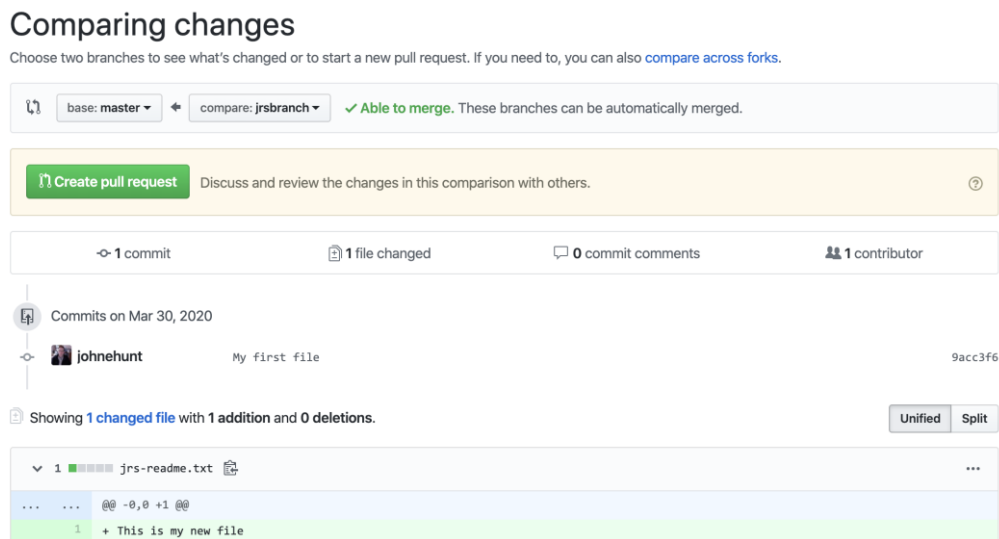 Comparing changes
Choose two branches to see what's changed or to start a new pull request. If you need to, you can also compare across forks.
base: master compare: jrsbranch Able to merge. These branches can be automatically merged.
Create pull request Discuss and review the changes in this comparison with others.
1 commit 1 file changed 0 commit comments 1 contributor
Commits on Mar 30, 2020
johnehunt My first file 9acc3f6
Showing 1 changed file with 1 addition and 0 deletions. Unified Split
1 jrs-readme.txt ...
... ... @@ -0,0 +1 @@
1 + This is my new file